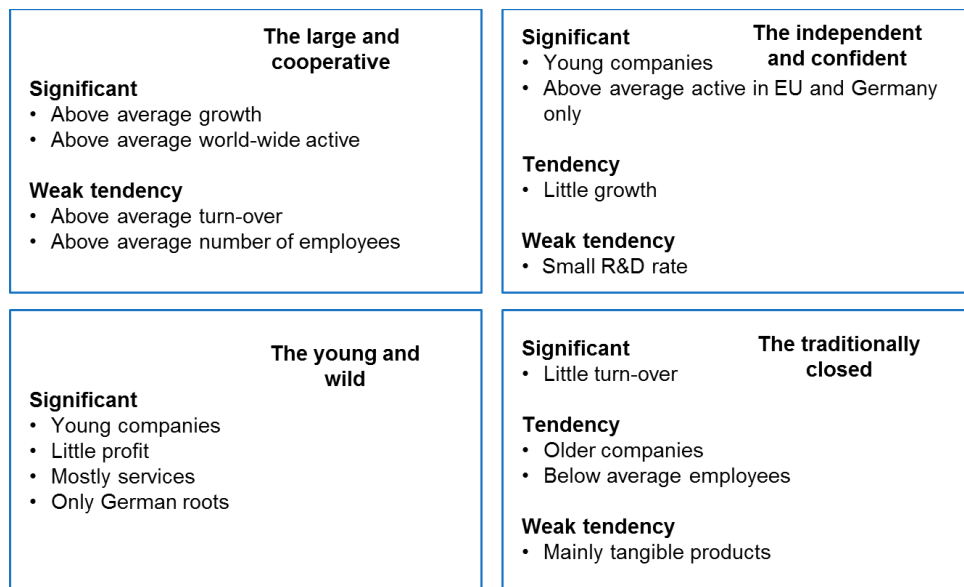 The large and
cooperative
Significant
• Above average growth
• Above average world-wide active
Weak tendency
• Above average turn-over
• Above average number of employees
The independent
and confident
Significant
• Young companies
• Above average active in EU and Germany
only
Tendency
• Little growth
Weak tendency
• Small R&D rate
The young and
wild
Significant
• Young companies
• Little profit
• Mostly services
• Only German roots
The traditionally
closed
Significant
• Little turn-over
Tendency
• Older companies
• Below average employees
Weak tendency
• Mainly tangible products